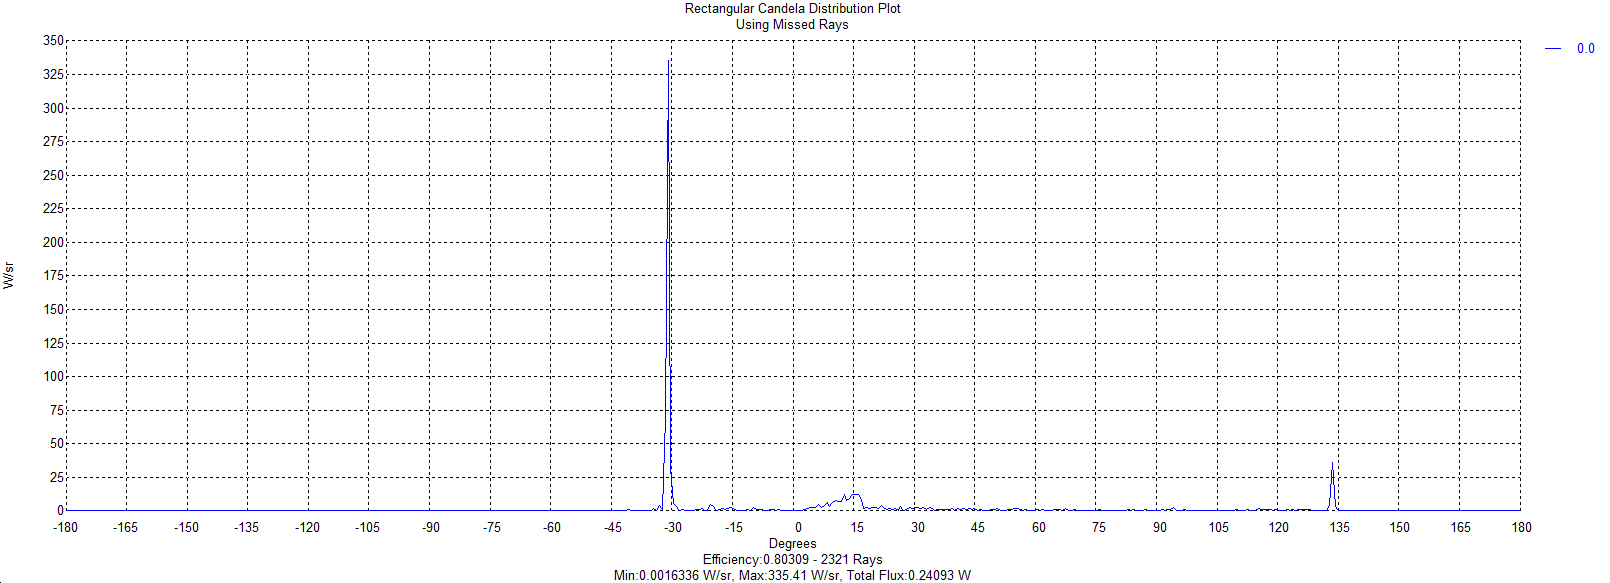 Rectangular Candela Distribution Plot
Using Missed Rays
0.0
350
325
300
275
250
225
200
175
150
125
100
75
50
25
0
W/sr
-180 -165 -150 -135 -120 -105 -90 -75 -60 -45 -30 -15 0 15 30 45 60 75 90 105 120 135 150 165 180
Degrees
Efficiency:0.80309 - 2321 Rays
Min:0.0016336 W/sr, Max:335.41 W/sr, Total Flux:0.24093 W